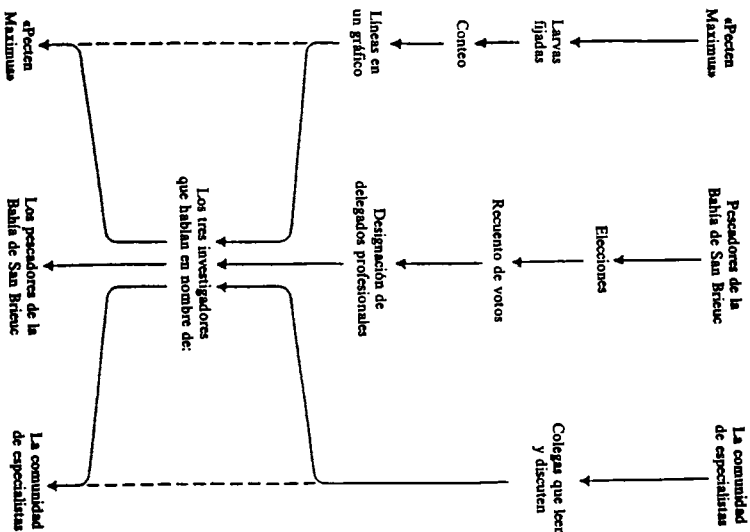 «Pecten
Maximus»
Pescadores de la
Bahía de San Brieuc
La comunidad
de especialistas
Larvas
fijadas
Elecciones
Colegas que leen
y discuten
Conteo
Recuento de votos
Líneas en
un gráfico
Designación de
delegados profesionales
Los tres investigadores
que hablan en nombre de:
«Pecten
Maximus»
Los pescadores de la
Bahía de San Brieuc
La comunidad
de especialistas